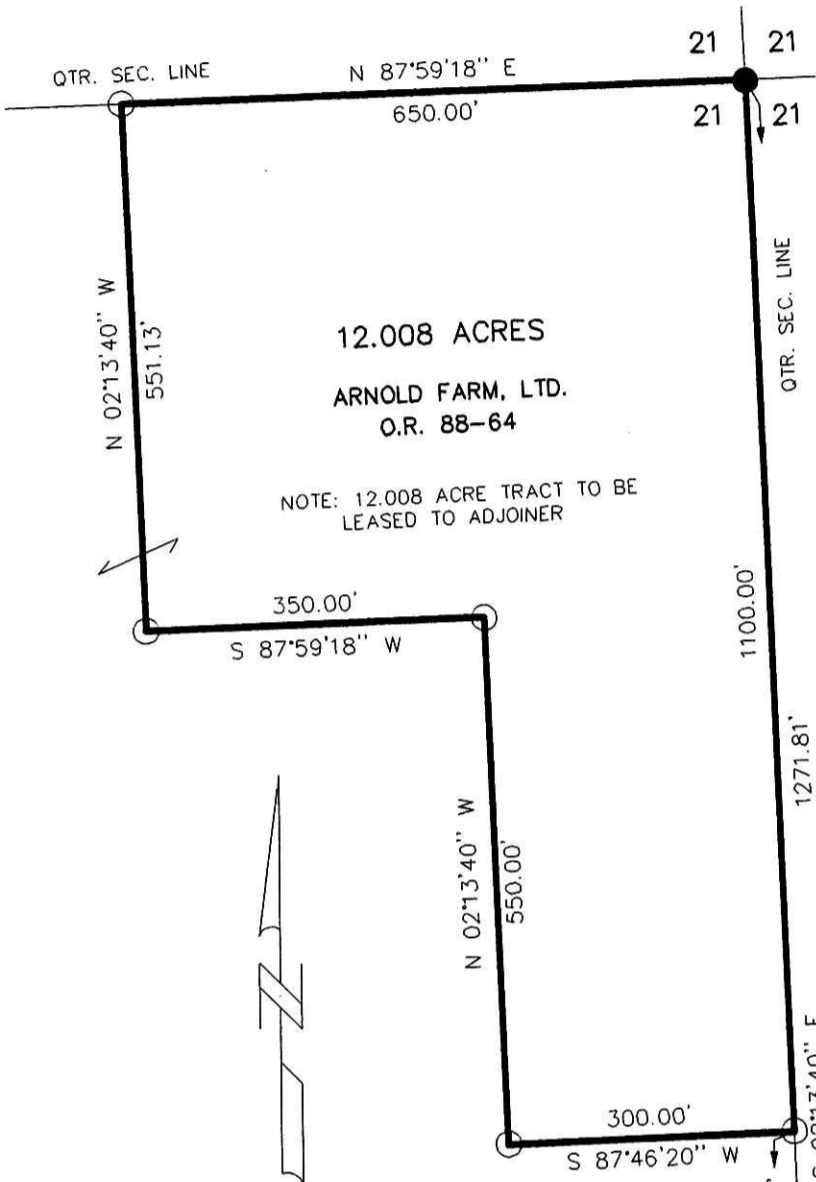 21 21
QTR. SEC. LINE
N 87°59'18" E
650.00'
21 21
QTR. SEC. LINE
N 02°13'40" W
551.13'
12.008 ACRES
ARNOLD FARM, LTD.
O.R. 88-64
NOTE: 12.008 ACRE TRACT TO BE
LEASED TO ADJOINER
350.00'
S 87°59'18" W
1100.00'
1271.81'
N 02°13'40" W
550.00'
N
300.00'
S 87°46'20" W
S 02°13'40" E